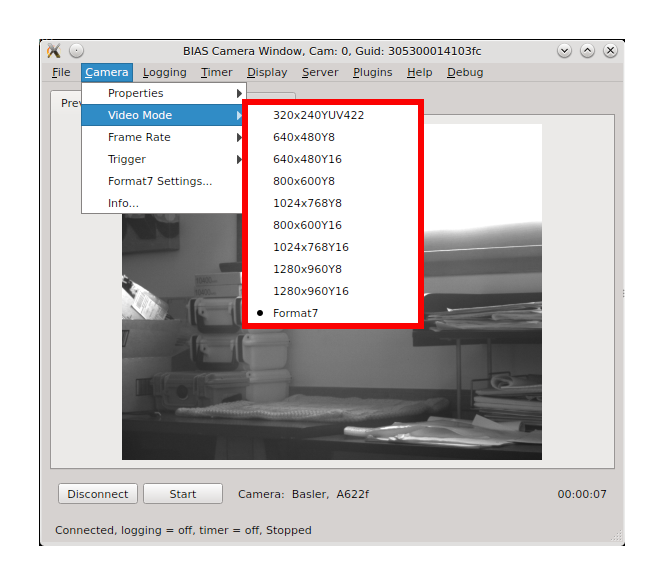 BIAS Camera Window, Cam: 0, Guid: 305300014103fc
File Camera Logging Timer Display Server Plugins Help Debug
Prev
Properties
Video Mode
Frame Rate
Trigger
Format7 Settings...
Info...
320x240YUV422
640x480Y8
640x480Y16
800x600Y8
1024x768Y8
800x600Y16
1024x768Y16
1280x960Y8
1280x960Y16
Format7
Disconnect Start Camera: Basler, A622f 00:00:07
Connected, logging = off, timer = off, Stopped